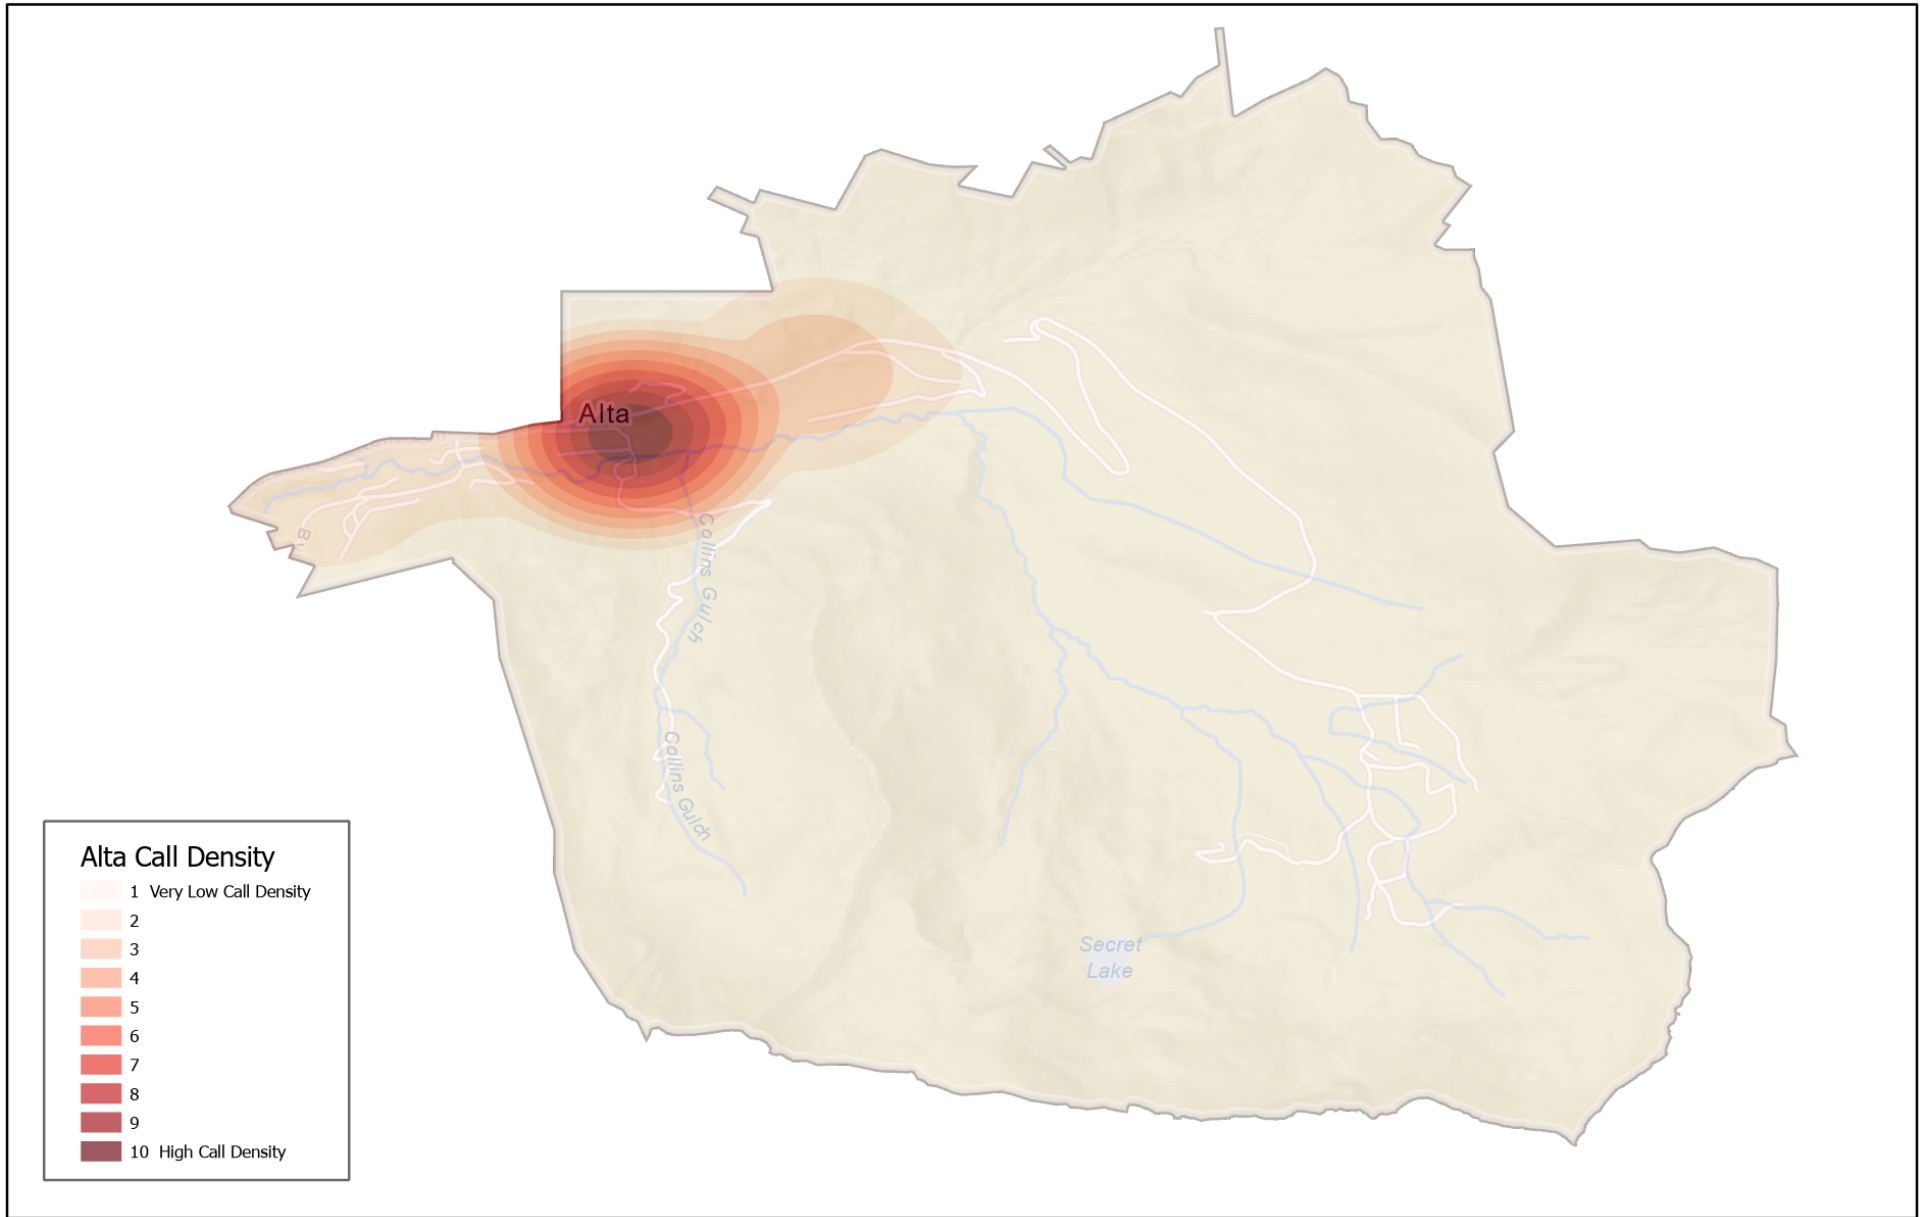 Alta
Collins Gulch
Collins Gulch
Secret
Lake
Alta Call Density
1 Very Low Call Density
2
3
4
5
6
7
8
9
10 High Call Density